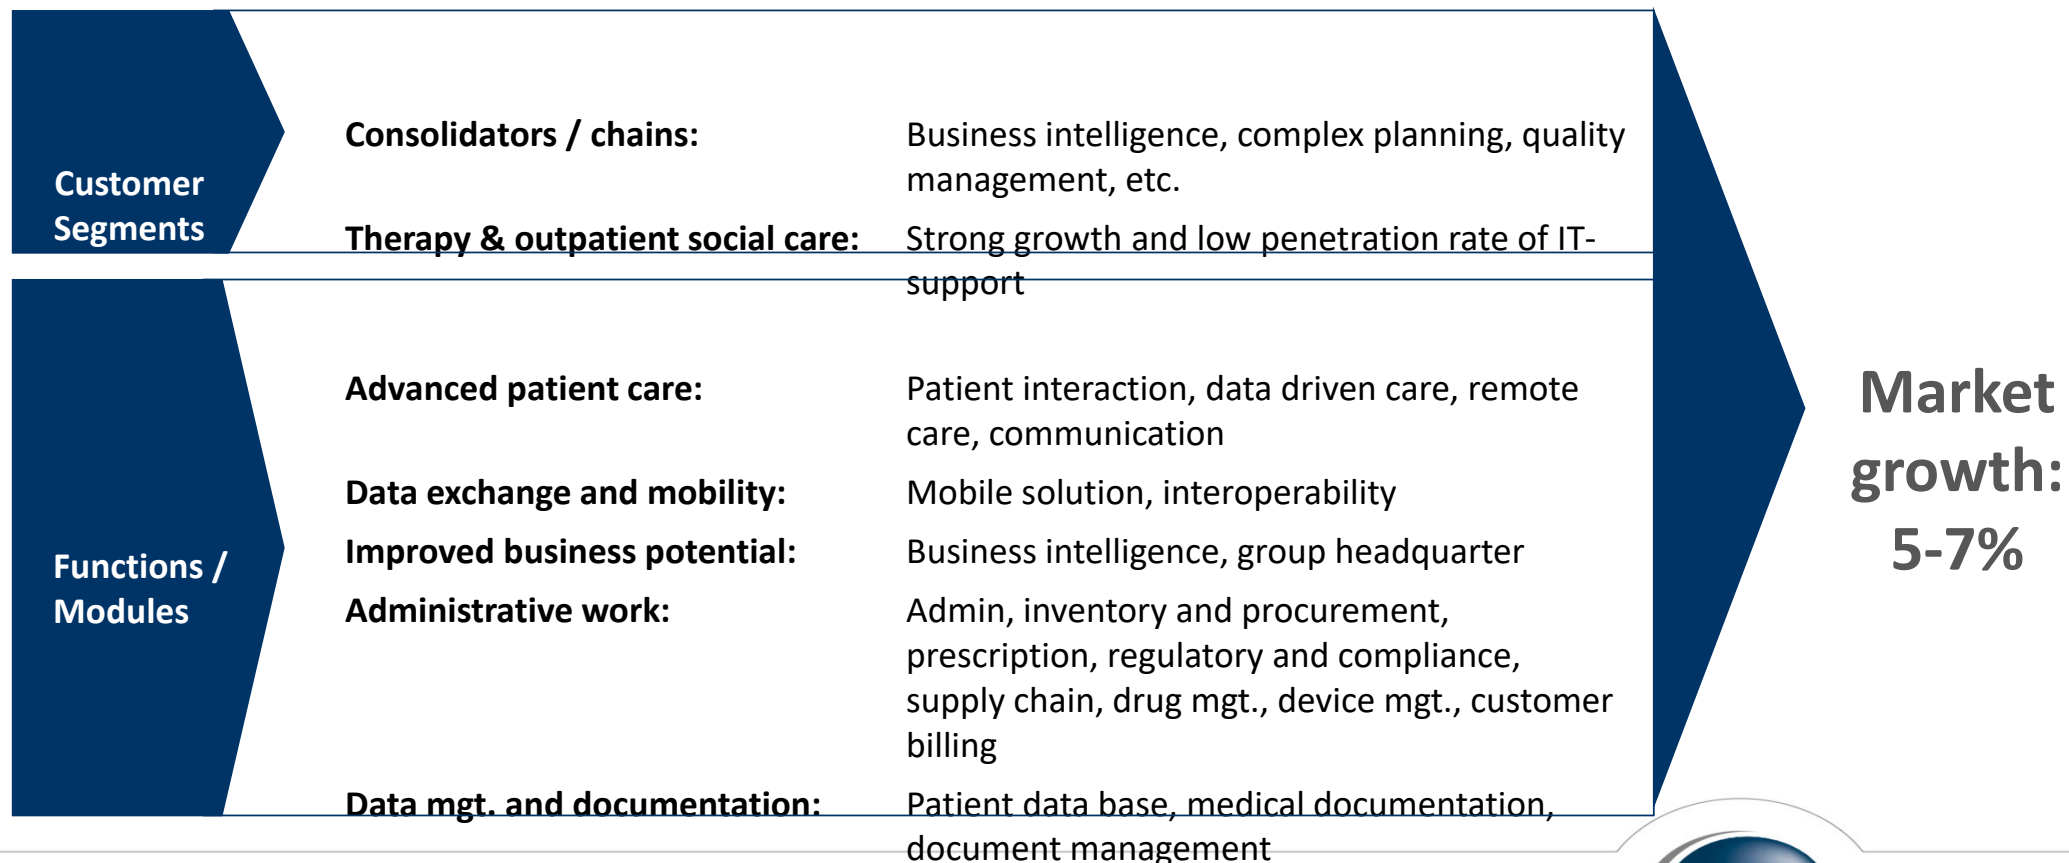 Customer
Segments
Consolidators / chains:
Business intelligence, complex planning, quality
management, etc.
Therapy & outpatient social care:
Strong growth and low penetration rate of IT-
support
Functions /
Modules
Advanced patient care:
Patient interaction, data driven care, remote
care, communication
Data exchange and mobility:
Mobile solution, interoperability
Improved business potential:
Business intelligence, group headquarter
Administrative work:
Admin, inventory and procurement,
prescription, regulatory and compliance,
supply chain, drug mgt., device mgt., customer
billing
Data mgt. and documentation:
Patient data base, medical documentation,
document management
Market
growth:
5-7%